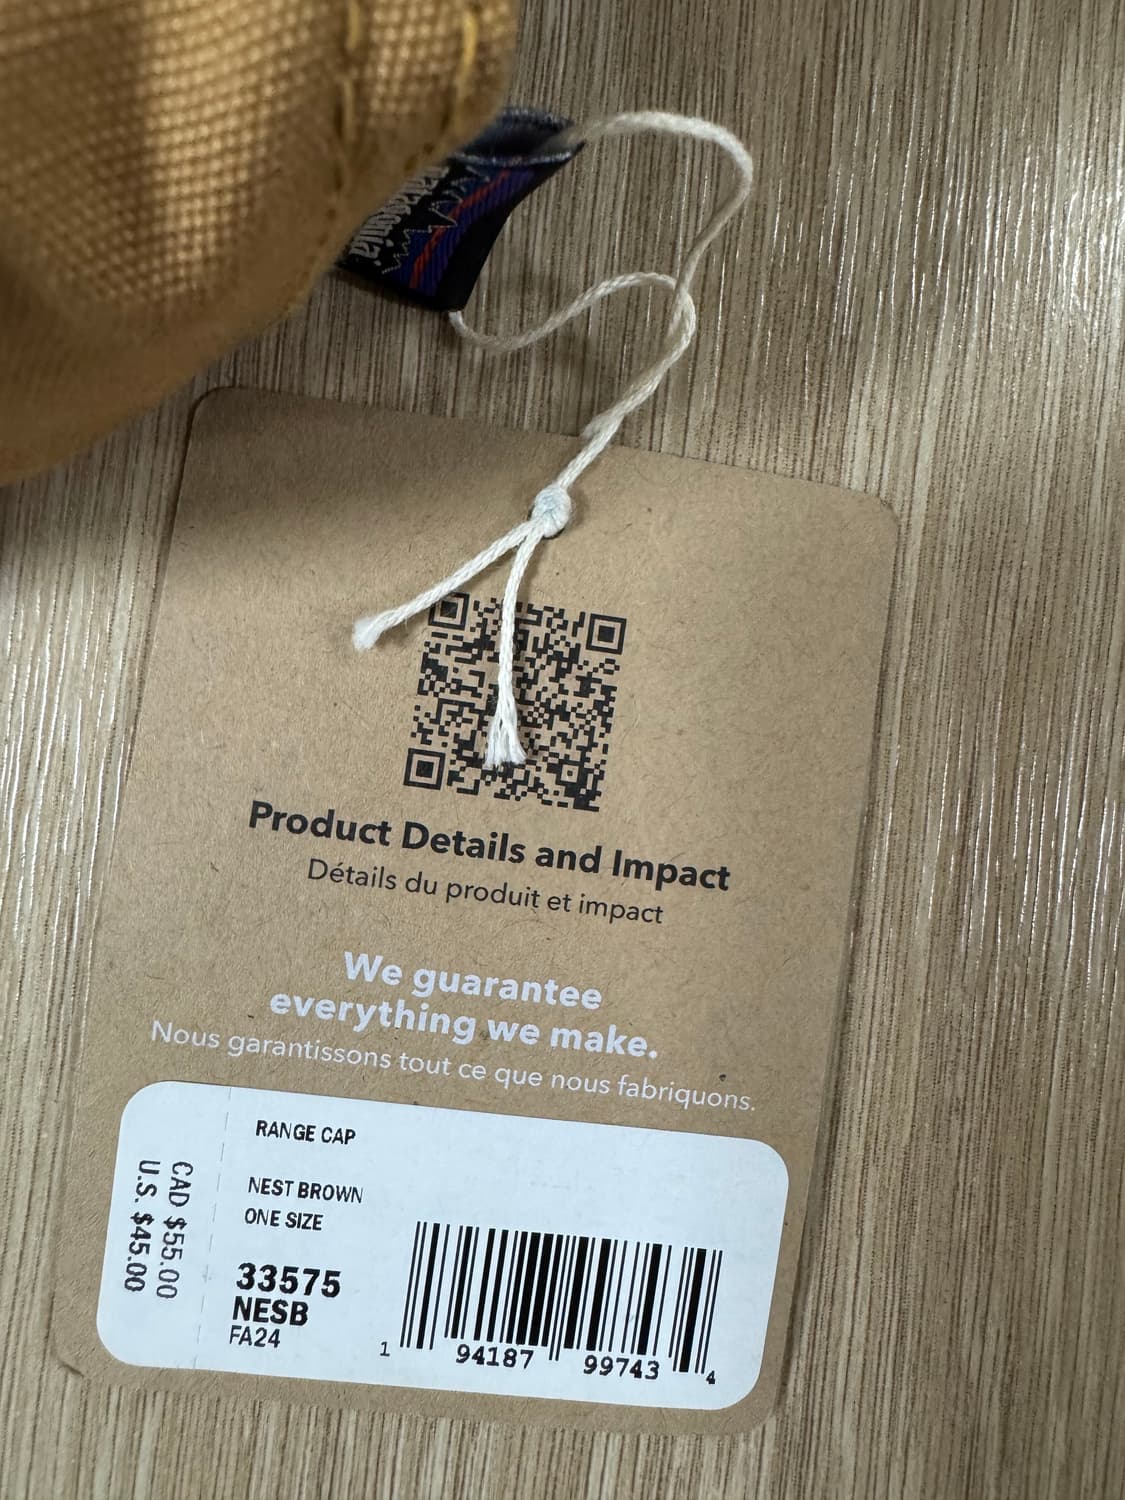 patagonia
Product Details and Impact
Détails du produit et impact
We guarantee
everything we make.
Nous garantissons tout ce que nous fabriquons.
RANGE CAP
NEST BROWN
ONE SIZE
33575
NESB
FA24
CAD $55.00
U.S. $45.00
1 94187 99743 4